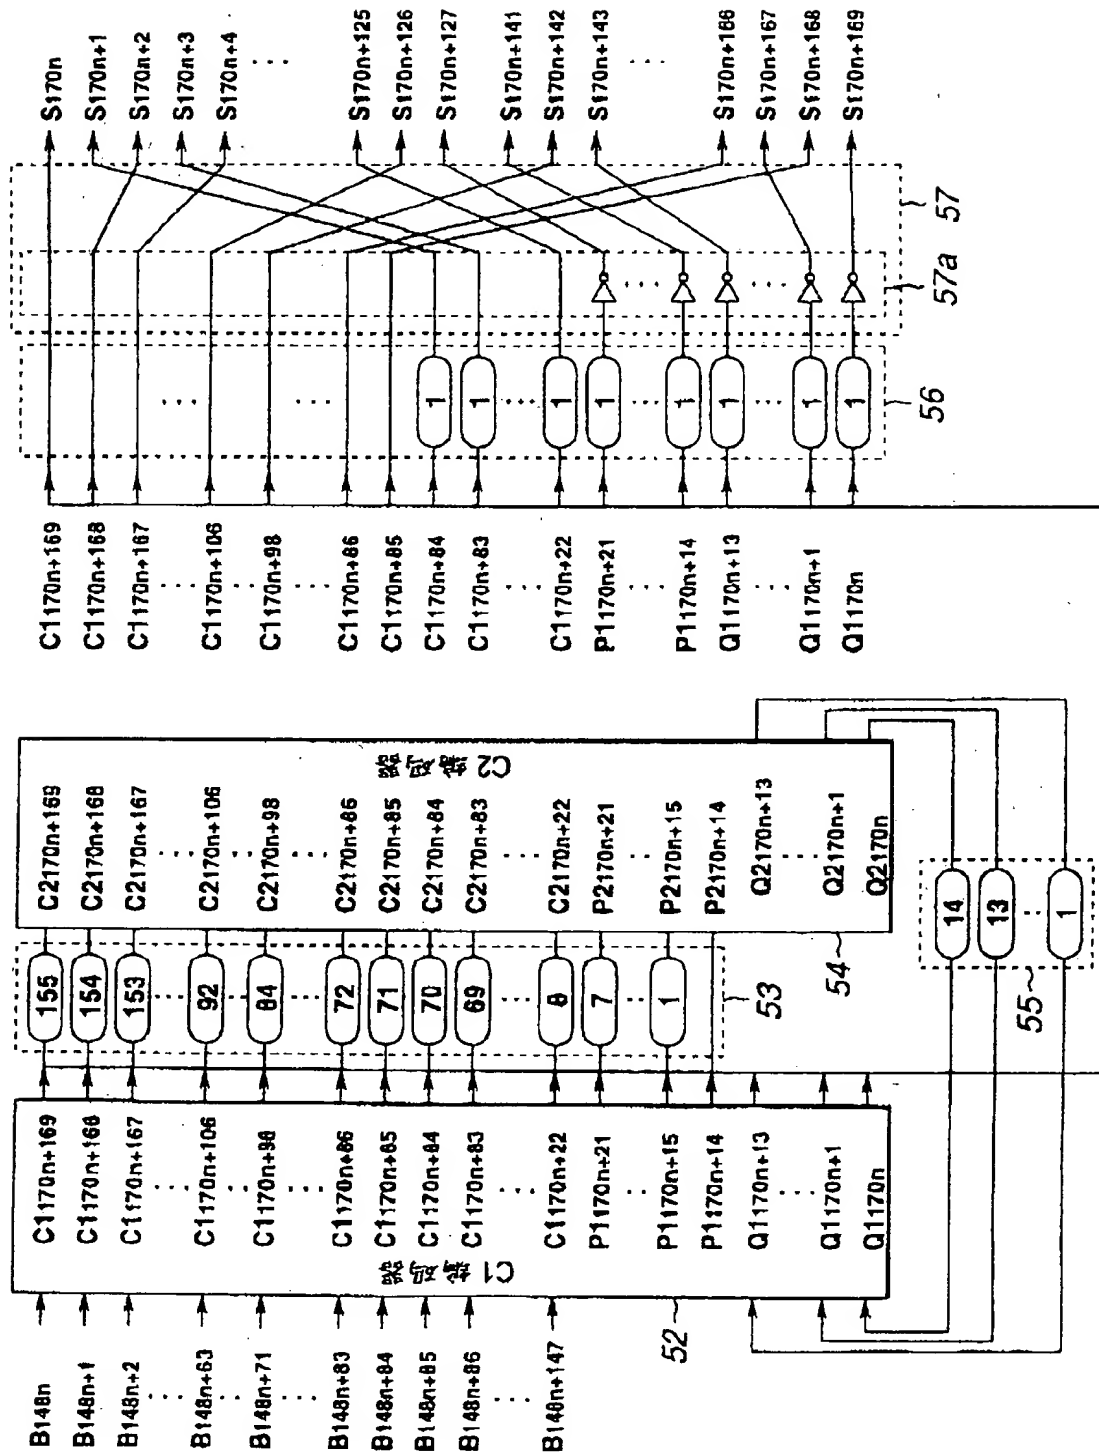 B148n
B148n+1
B148n+2
B148n+63
B148n+71
B148n+83
B148n+84
B148n+85
B148n+86
B148n+147
52
C1 编码器
C1170n+169
C1170n+168
C1170n+167
C1170n+106
C1170n+98
C1170n+86
C1170n+85
C1170n+84
C1170n+83
C1170n+22
P1170n+21
P1170n+15
P1170n+14
Q1170n+13
Q1170n+1
Q1170n
155
154
153
92
84
72
71
70
69
8
7
1
53
54
C2170n+169
C2170n+168
C2170n+167
C2170n+106
C2170n+98
C2170n+86
C2170n+85
C2170n+84
C2170n+83
C2170n+22
P2170n+21
P2170n+15
P2170n+14
Q2170n+13
Q2170n+1
Q2170n
C2 编码器
14
13
1
55
C1170n+169
C1170n+168
C1170n+167
C1170n+106
C1170n+98
C1170n+86
C1170n+85
C1170n+84
C1170n+83
C1170n+22
P1170n+21
P1170n+14
Q1170n+13
Q1170n+1
Q1170n
1
1
1
1
1
1
1
1
56
57a
57
S170n
S170n+1
S170n+2
S170n+3
S170n+4
S170n+125
S170n+126
S170n+127
S170n+141
S170n+142
S170n+143
S170n+166
S170n+167
S170n+168
S170n+169